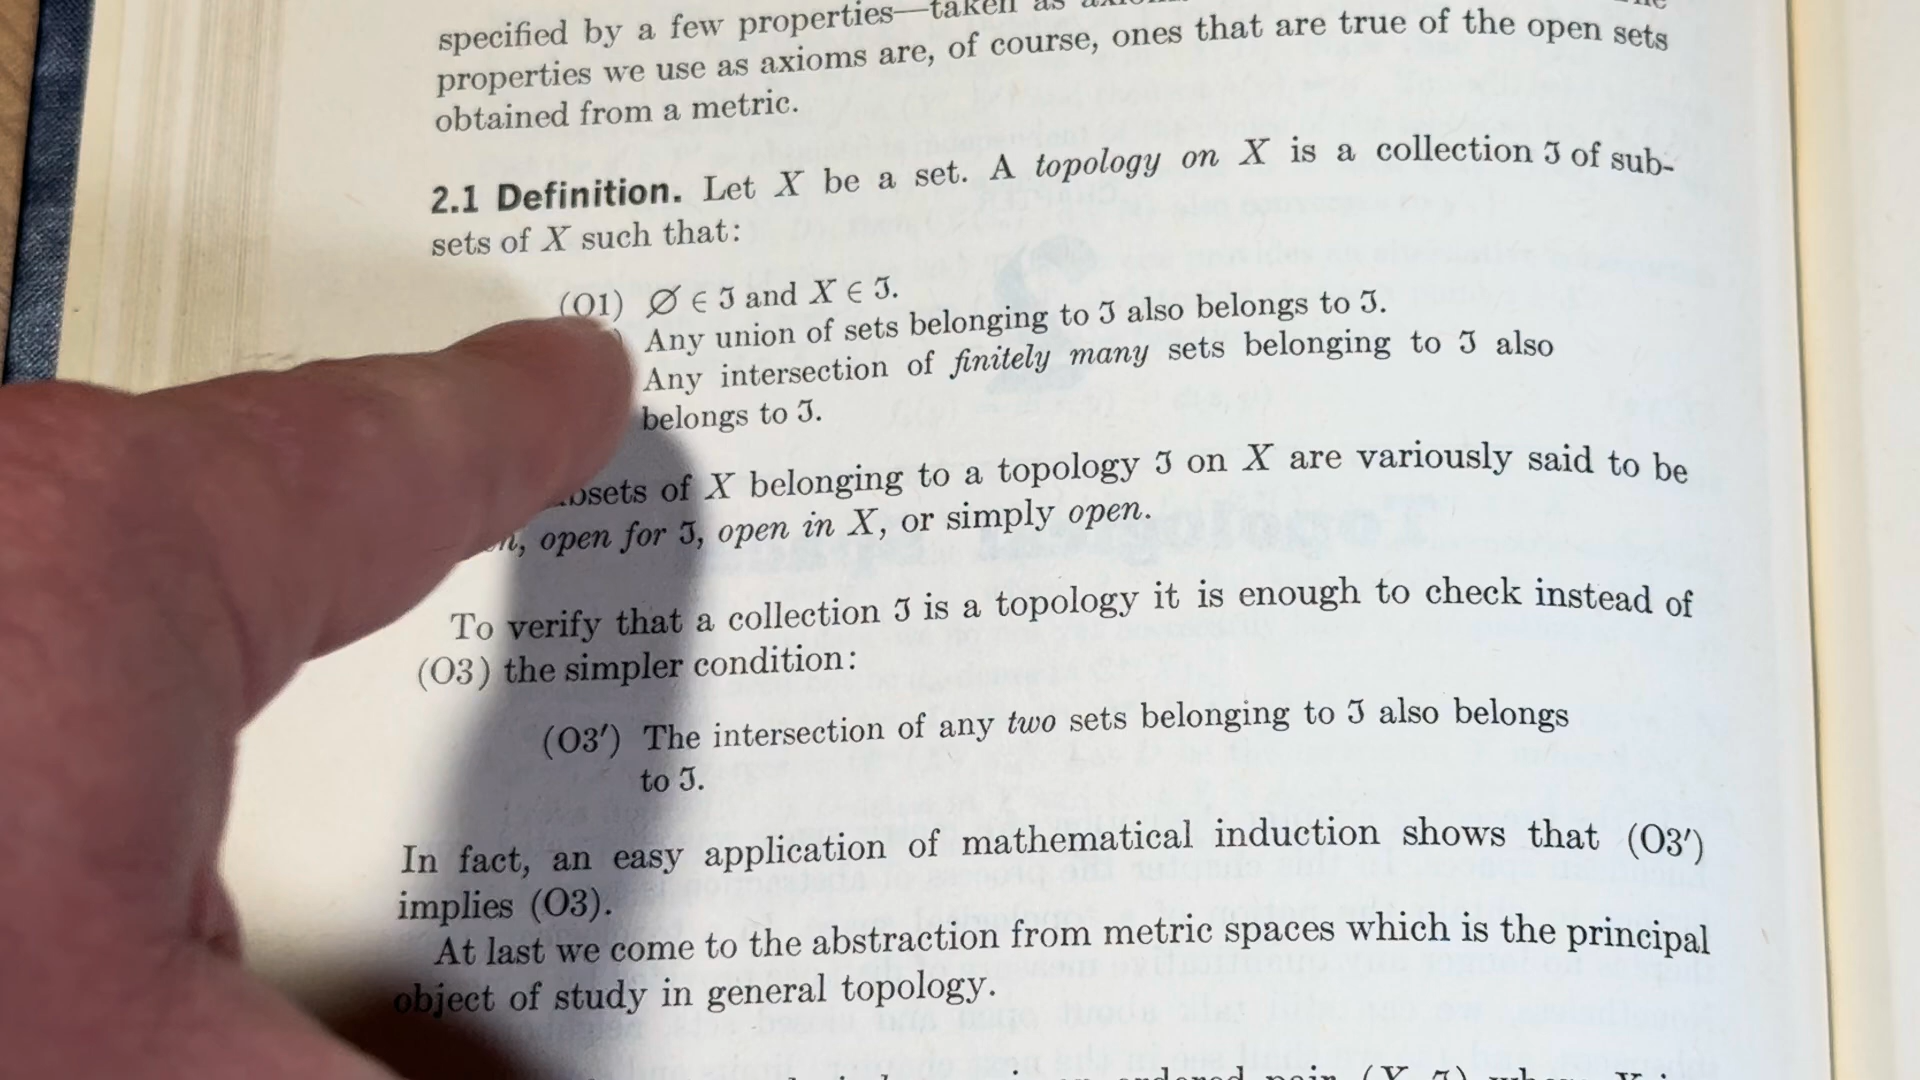 specified by a few properties—taken as
properties we use as axioms are, of course, ones that are true of the open sets
obtained from a metric.
2.1 Definition. Let X be a set. A topology on X is a collection ℑ of sub-
sets of X such that:
(O1) ∅ ∈ ℑ and X ∈ ℑ.
) Any union of sets belonging to ℑ also belongs to ℑ.
Any intersection of finitely many sets belonging to ℑ also
belongs to ℑ.
of X belonging to a topology ℑ on X are variously said to be
open for ℑ, open in X, or simply open.
To verify that a collection ℑ is a topology it is enough to check instead of
(O3) the simpler condition:
(O3′) The intersection of any two sets belonging to ℑ also belongs
to ℑ.
In fact, an easy application of mathematical induction shows that (O3′)
implies (O3).
At last we come to the abstraction from metric spaces which is the principal
object of study in general topology.